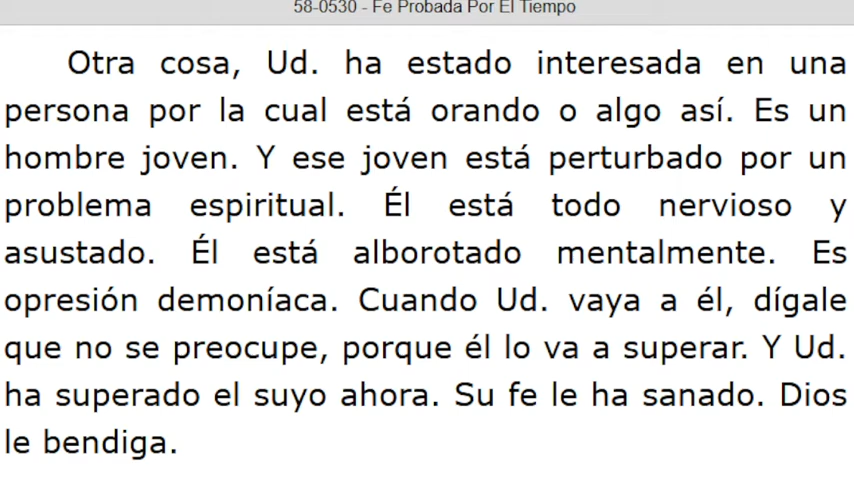 58-0530 - Fe Probada Por El Tiempo
Otra cosa, Ud. ha estado interesada en una
persona por la cual está orando o algo así. Es un
hombre joven. Y ese joven está perturbado por un
problema espiritual. Él está todo nervioso y
asustado. Él está alborotado mentalmente. Es
opresión demoníaca. Cuando Ud. vaya a él, dígale
que no se preocupe, porque él lo va a superar. Y Ud.
ha superado el suyo ahora. Su fe le ha sanado. Dios
le bendiga.